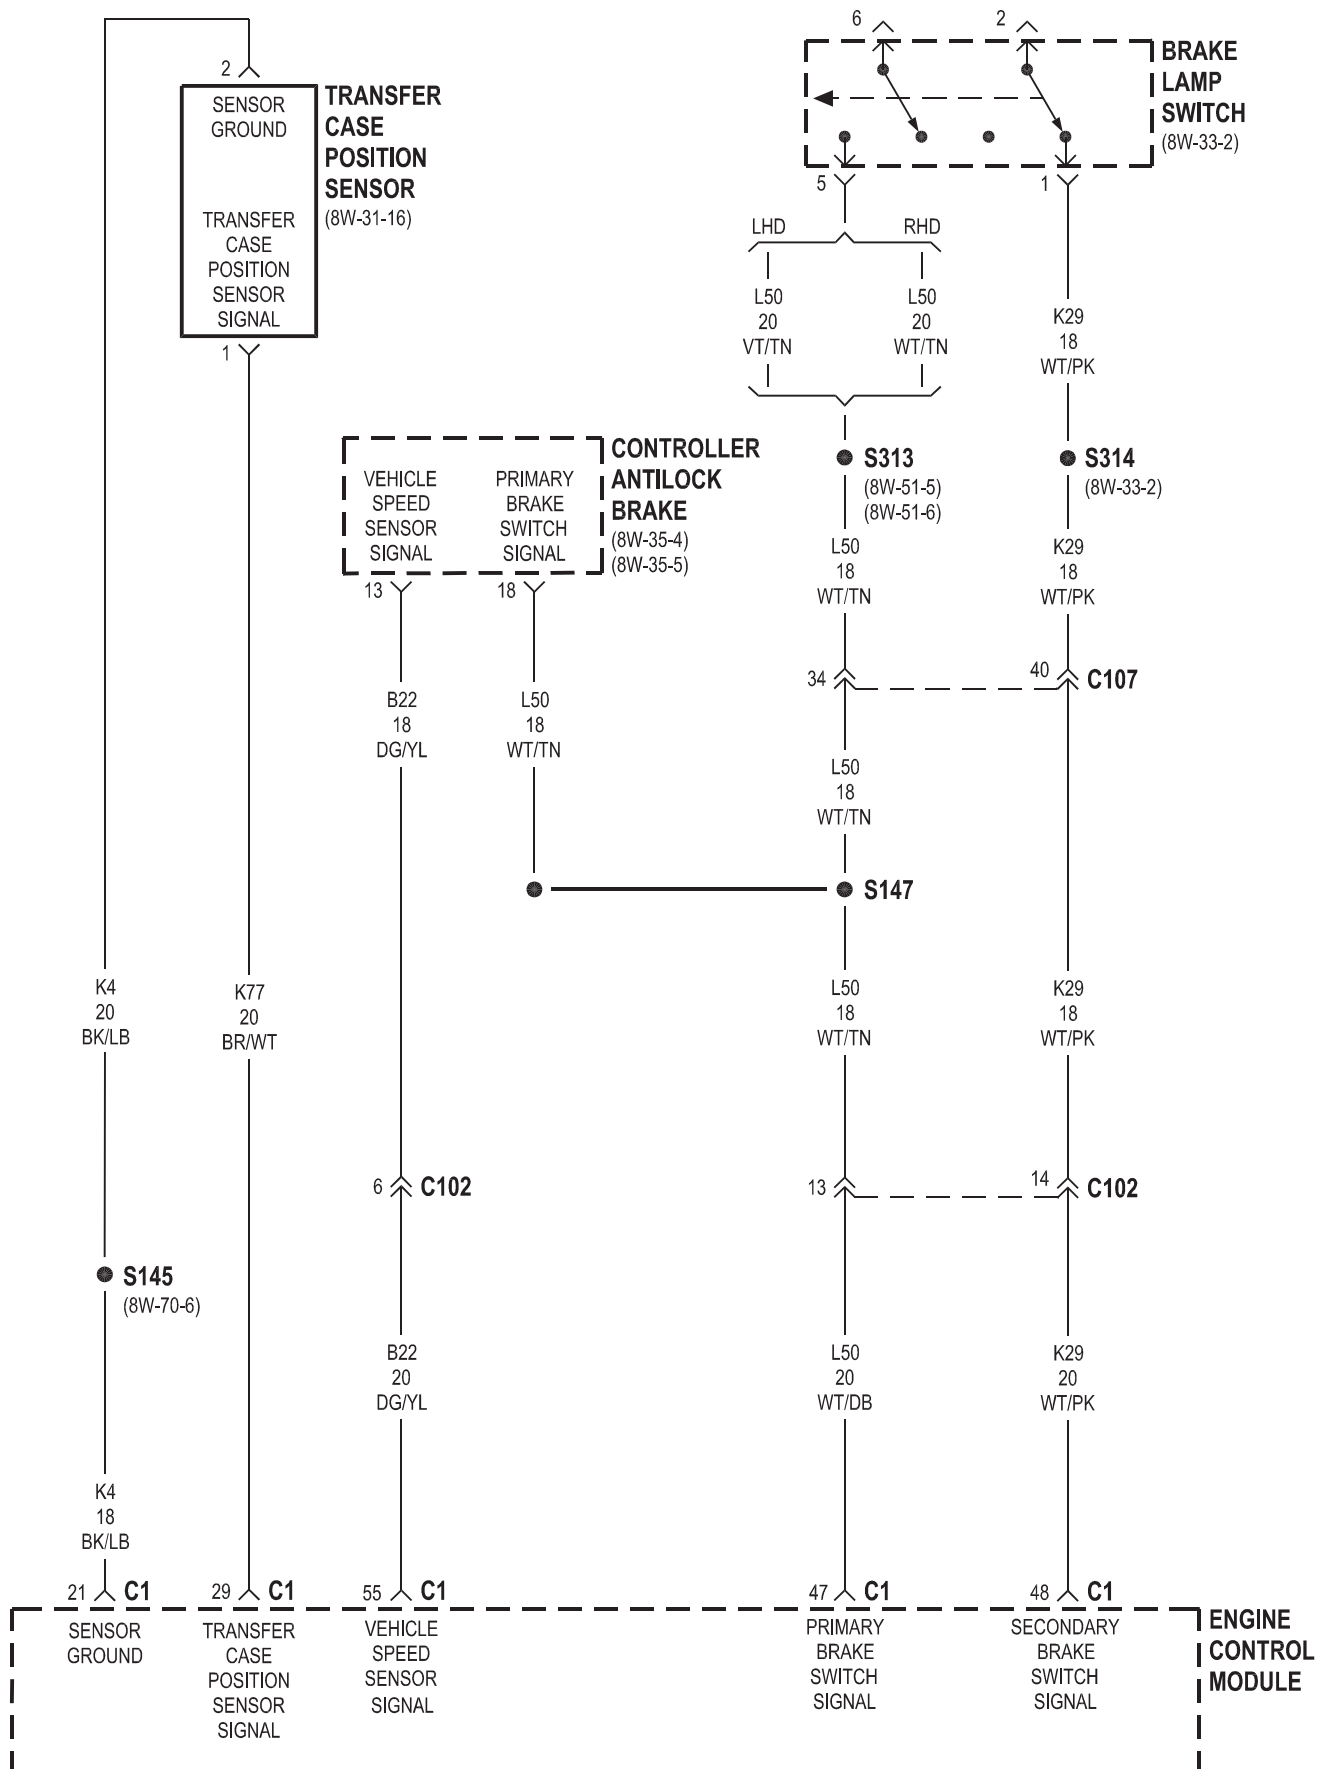 2
SENSOR
GROUND
TRANSFER
CASE
POSITION
SENSOR
SIGNAL
1
TRANSFER
CASE
POSITION
SENSOR
(8W-31-16)
6
2
BRAKE
LAMP
SWITCH
(8W-33-2)
5
1
LHD
RHD
L50
20
VT/TN
L50
20
WT/TN
K29
18
WT/PK
S313
(8W-51-5)
(8W-51-6)
S314
(8W-33-2)
VEHICLE
SPEED
SENSOR
SIGNAL
PRIMARY
BRAKE
SWITCH
SIGNAL
CONTROLLER
ANTILOCK
BRAKE
(8W-35-4)
(8W-35-5)
13
18
L50
18
WT/TN
K29
18
WT/PK
34
40
C107
B22
18
DG/YL
L50
18
WT/TN
L50
18
WT/TN
S147
K4
20
BK/LB
K77
20
BR/WT
L50
18
WT/TN
K29
18
WT/PK
6
C102
13
14
C102
S145
(8W-70-6)
B22
20
DG/YL
L50
20
WT/DB
K29
20
WT/PK
K4
18
BK/LB
21
C1
29
C1
55
C1
47
C1
48
C1
SENSOR
GROUND
TRANSFER
CASE
POSITION
SENSOR
SIGNAL
VEHICLE
SPEED
SENSOR
SIGNAL
PRIMARY
BRAKE
SWITCH
SIGNAL
SECONDARY
BRAKE
SWITCH
SIGNAL
ENGINE
CONTROL
MODULE